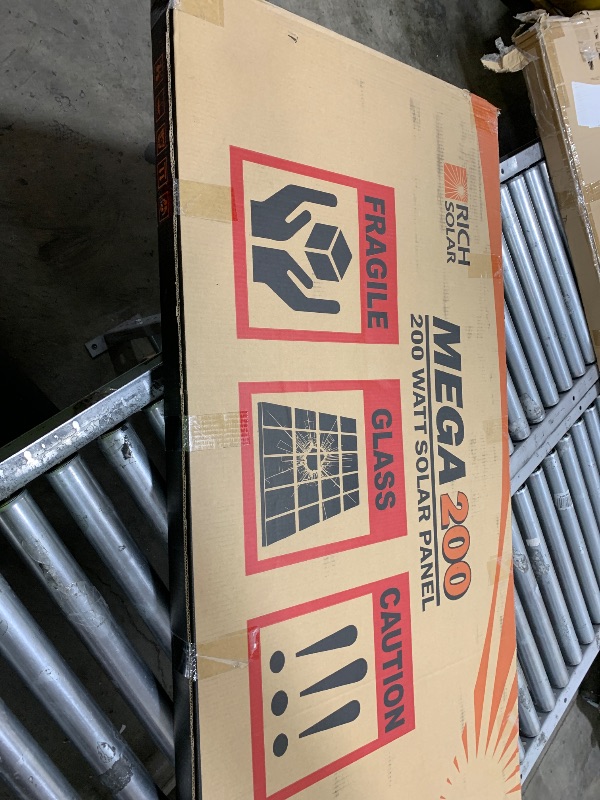 RICH
SOLAR
MEGA 200
200 WATT SOLAR PANEL
FRAGILE
GLASS
CAUTION
!!!